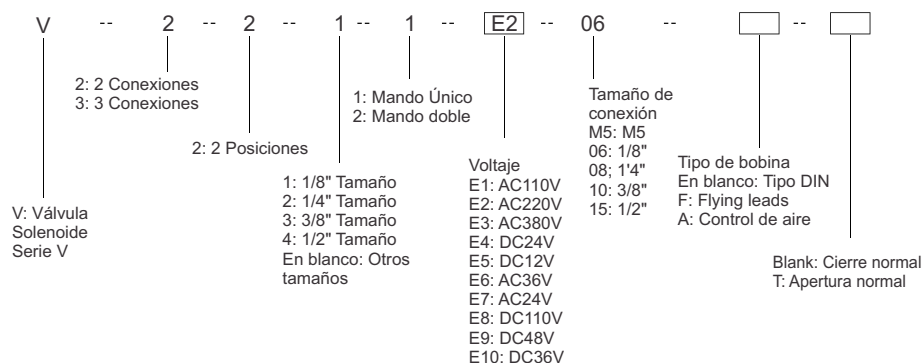 V -- 2 -- 2 -- 1 -- 1 -- E2 -- 06 -- --
2: 2 Conexiones
3: 3 Conexiones
2: 2 Posiciones
1: Mando Único
2: Mando doble
Tamaño de
conexión
M5: M5
06: 1/8"
08; 1'4"
10: 3/8"
15: 1/2"
V: Válvula
Solenoide
Serie V
1: 1/8" Tamaño
2: 1/4" Tamaño
3: 3/8" Tamaño
4: 1/2" Tamaño
En blanco: Otros
tamaños
Voltaje
E1: AC110V
E2: AC220V
E3: AC380V
E4: DC24V
E5: DC12V
E6: AC36V
E7: AC24V
E8: DC110V
E9: DC48V
E10: DC36V
Tipo de bobina
En blanco: Tipo DIN
F: Flying leads
A: Control de aire
Blank: Cierre normal
T: Apertura normal